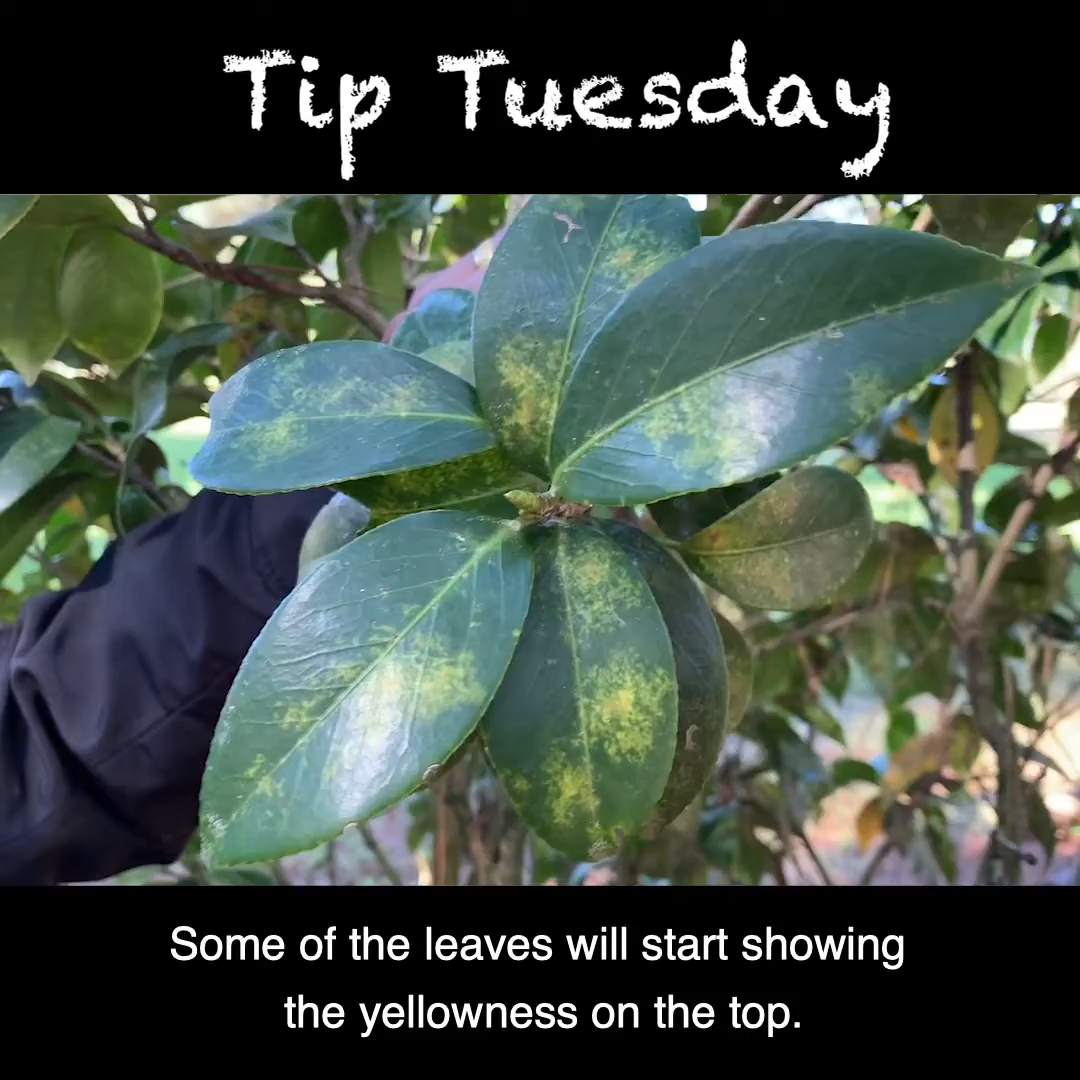 Tip Tuesday
Some of the leaves will start showing
the yellowness on the top.